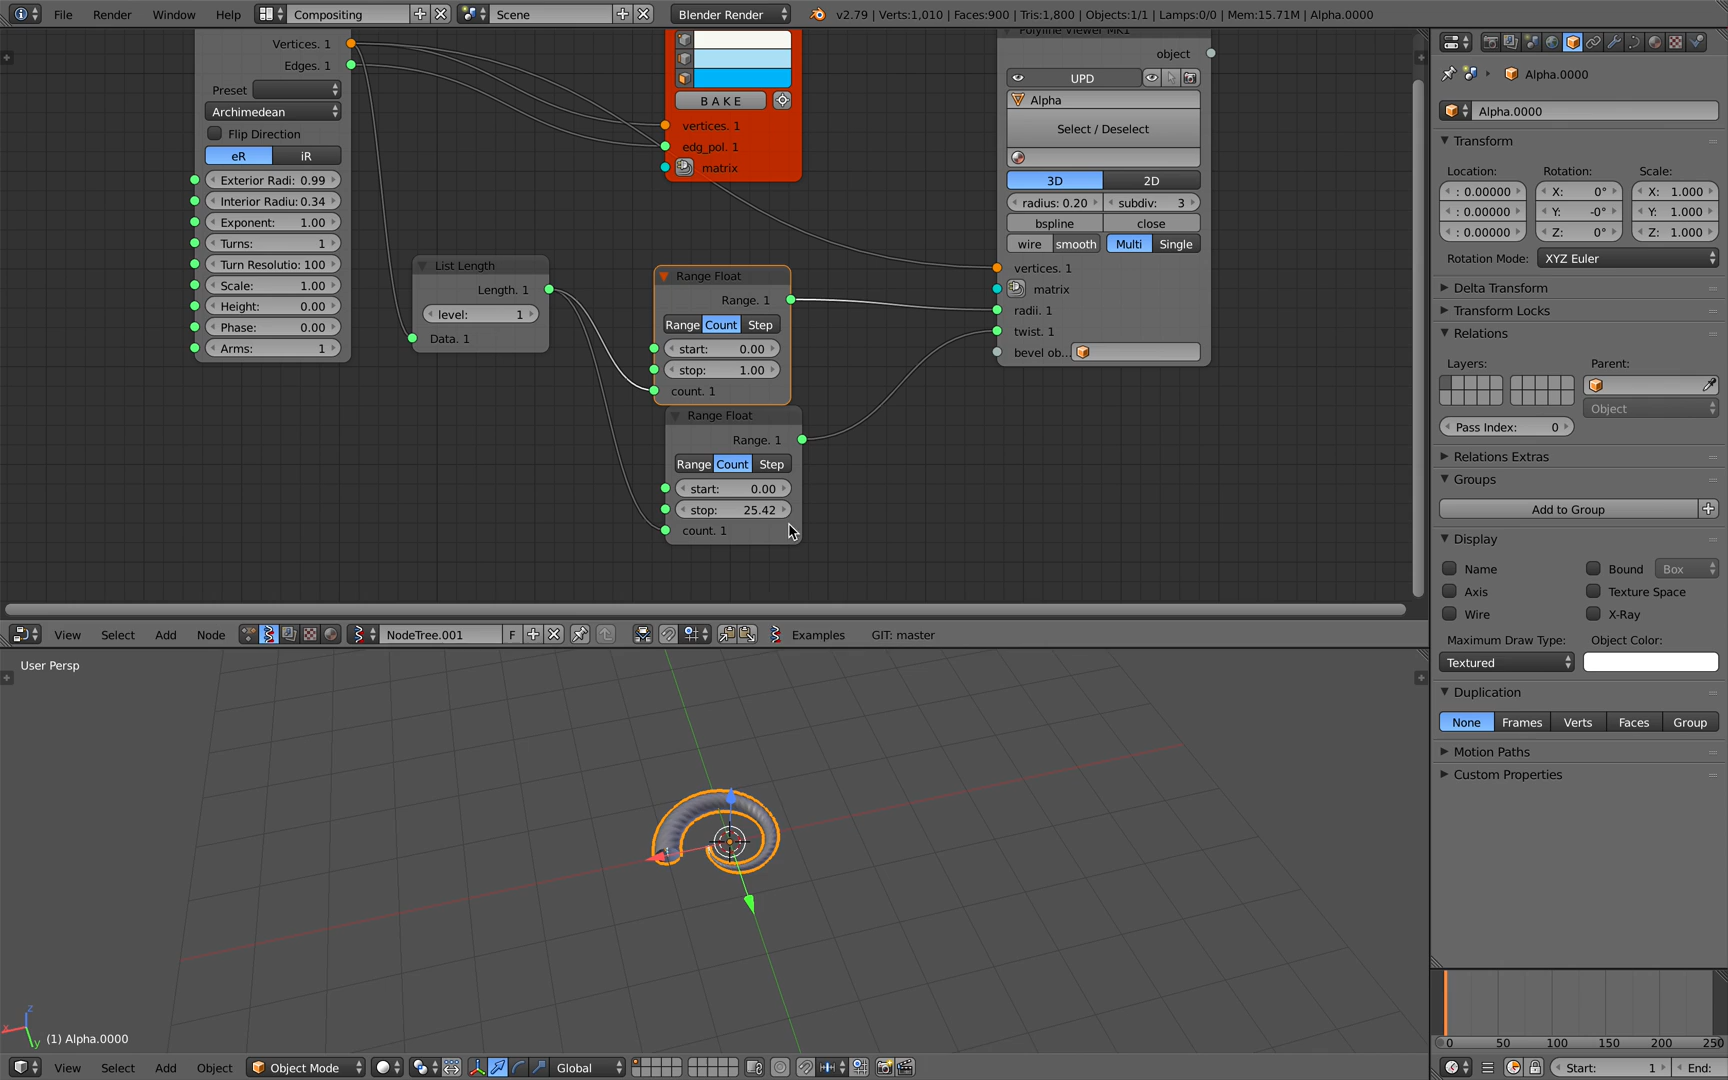 File Render Window Help Compositing Scene Blender Render v2.79 | Verts:1,010 | Faces:900 | Tris:1,800 | Objects:1/1 | Lamps:0/0 | Mem:15.71M | Alpha.0000
Vertices. 1
Edges. 1
Preset
Archimedean
Flip Direction
eR iR
Exterior Radi: 0.99
Interior Radiu: 0.34
Exponent: 1.00
Turns: 1
Turn Resolutio: 100
Scale: 1.00
Height: 0.00
Phase: 0.00
Arms: 1
List Length
Length. 1
level: 1
Data. 1
BAKE
vertices. 1
edg_pol. 1
matrix
Range Float
Range. 1
Range Count Step
start: 0.00
stop: 1.00
count. 1
Range Float
Range. 1
Range Count Step
start: 0.00
stop: 25.42
count. 1
Polyline Viewer MK1
object
UPD
Alpha
Select / Deselect
3D 2D
radius: 0.20 subdiv: 3
bspline close
wire smooth Multi Single
vertices. 1
matrix
radii. 1
twist. 1
bevel ob..
View Select Add Node NodeTree.001 F Examples GIT: master
User Persp
z
x
y
(1) Alpha.0000
View Select Add Object Object Mode Global
Alpha.0000
Alpha.0000
Transform
Location: Rotation: Scale:
: 0.00000 X: 0° X: 1.000
: 0.00000 Y: -0° Y: 1.000
: 0.00000 Z: 0° Z: 1.000
Rotation Mode: XYZ Euler
Delta Transform
Transform Locks
Relations
Layers: Parent:
Object
Pass Index: 0
Relations Extras
Groups
Add to Group
Display
Name Bound Box
Axis Texture Space
Wire X-Ray
Maximum Draw Type: Object Color:
Textured
Duplication
None Frames Verts Faces Group
Motion Paths
Custom Properties
0 50 100 150 200 250
Start: 1 End: